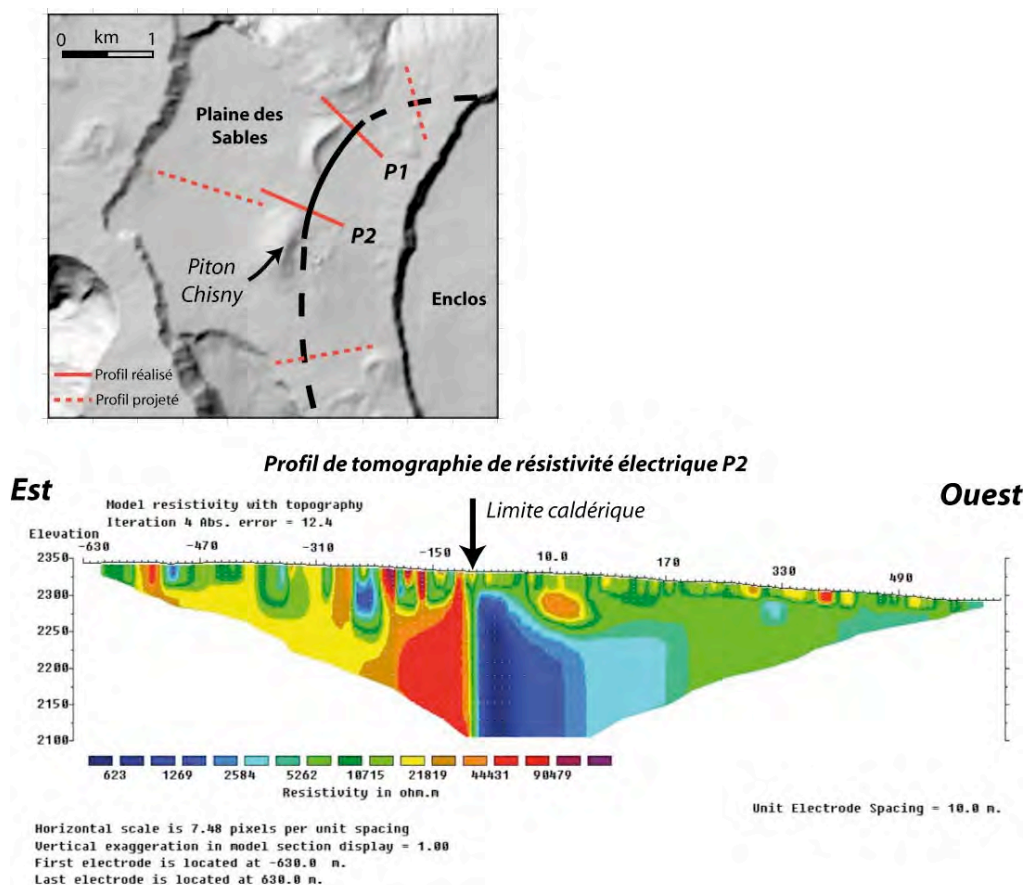 0 km 1
Plaine des
Sables
P1
P2
Piton
Chisny
Enclos
Profil réalisé
Profil projeté
Profil de tomographie de résistivité électrique P2
Est
Ouest
Model resistivity with topography
Limite caldérique
Iteration 4 Abs. error = 12.4
Elevation
-630 -470 -310 -150 10.0 170 330 490
2350
2300
2250
2200
2150
2100
623 1269 2584 5262 10715 21819 44431 90479
Resistivity in ohm.m
Unit Electrode Spacing = 10.0 m.
Horizontal scale is 7.48 pixels per unit spacing
Vertical exaggeration in model section display = 1.00
First electrode is located at -630.0 m.
Last electrode is located at 630.0 m.